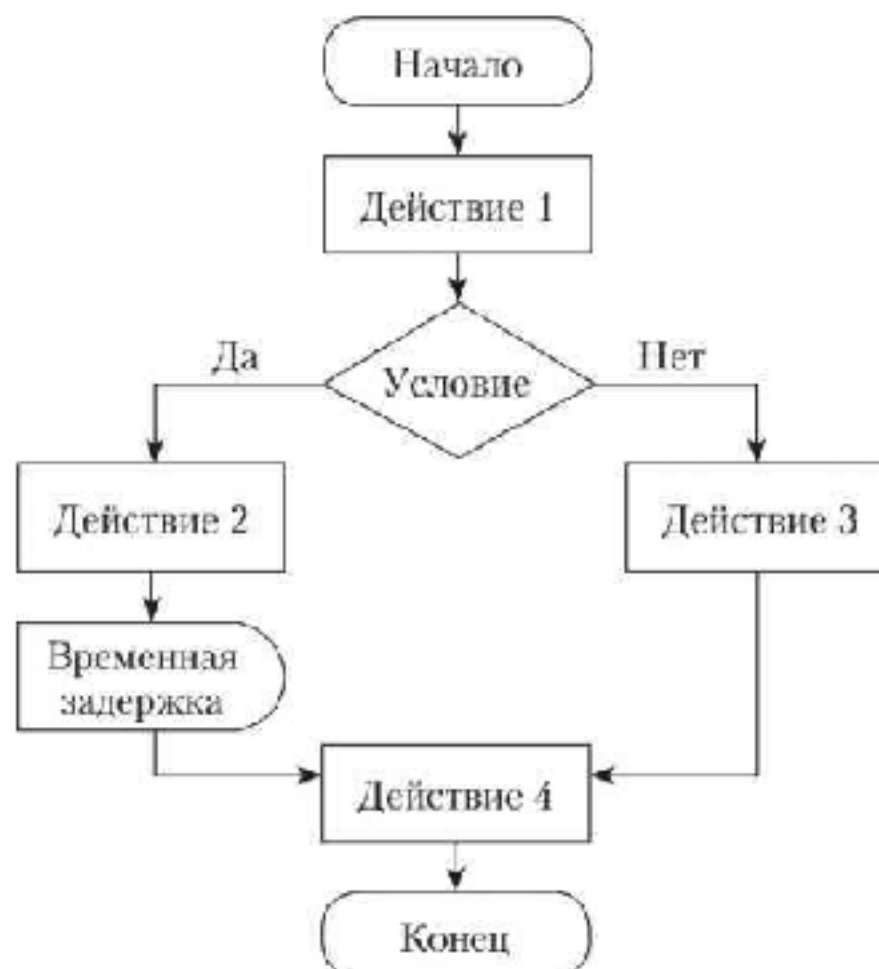 Начало
Действие 1
Условие
Да
Нет
Действие 2
Действие 3
Временная
задержка
Действие 4
Конец